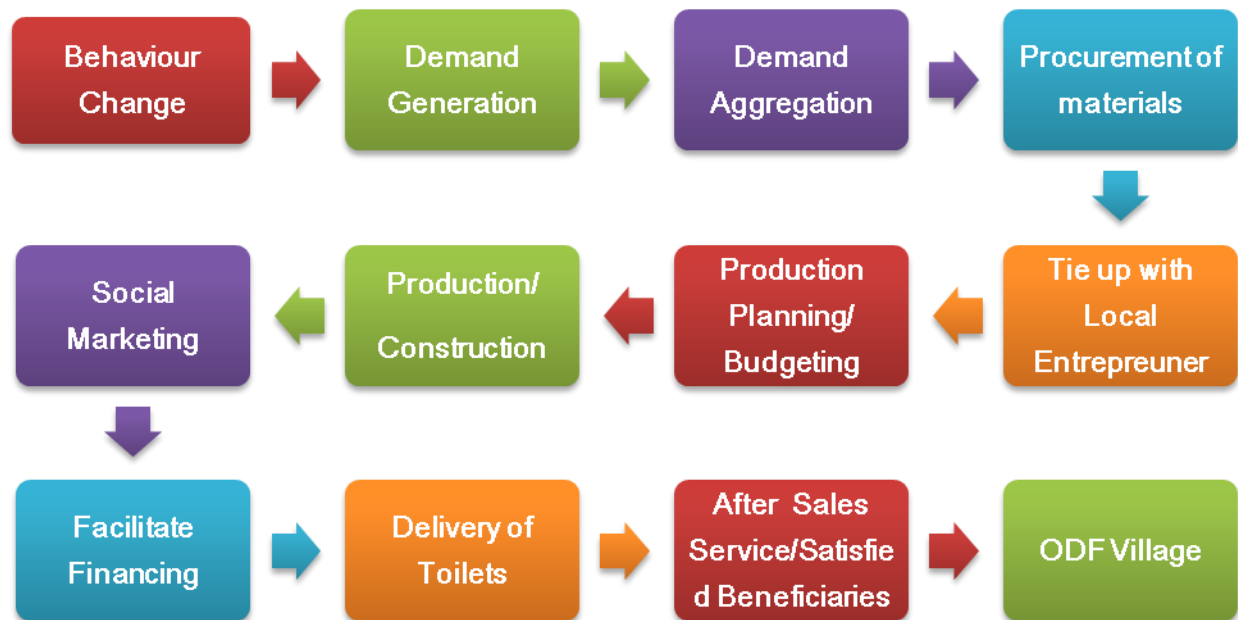 Behaviour
Change
Demand
Generation
Demand
Aggregation
Procurement of
materials
Tie up with
Local
Entrepreuner
Production
Planning/
Budgeting
Production/
Construction
Social
Marketing
Facilitate
Financing
Delivery of
Toilets
After Sales
Service/Satisfie
d Beneficiaries
ODF Village